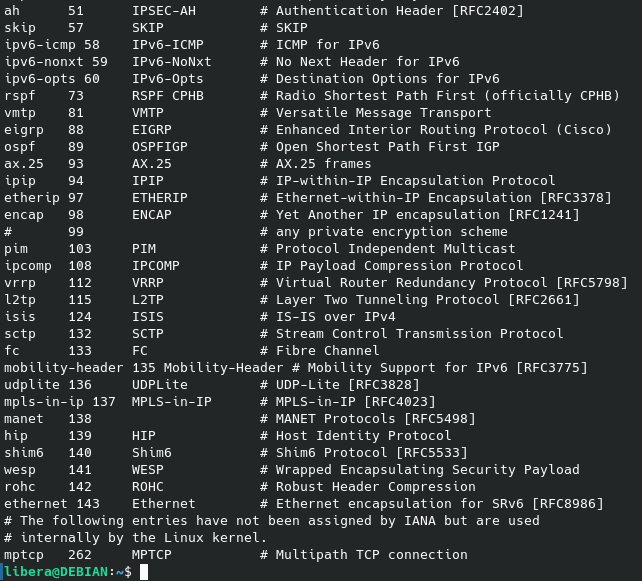 ah 51 IPSEC-AH # Authentication Header [RFC2402]
skip 57 SKIP # SKIP
ipv6-icmp 58 IPv6-ICMP # ICMP for IPv6
ipv6-nonxt 59 IPv6-NoNxt # No Next Header for IPv6
ipv6-opts 60 IPv6-Opts # Destination Options for IPv6
rspf 73 RSPF CPHB # Radio Shortest Path First (officially CPHB)
vmtp 81 VMTP # Versatile Message Transport
eigrp 88 EIGRP # Enhanced Interior Routing Protocol (Cisco)
ospf 89 OSPFIGP # Open Shortest Path First IGP
ax.25 93 AX.25 # AX.25 frames
ipip 94 IPIP # IP-within-IP Encapsulation Protocol
etherip 97 ETHERIP # Ethernet-within-IP Encapsulation [RFC3378]
encap 98 ENCAP # Yet Another IP encapsulation [RFC1241]
# 99 # any private encryption scheme
pim 103 PIM # Protocol Independent Multicast
ipcomp 108 IPCOMP # IP Payload Compression Protocol
vrrp 112 VRRP # Virtual Router Redundancy Protocol [RFC5798]
l2tp 115 L2TP # Layer Two Tunneling Protocol [RFC2661]
isis 124 ISIS # IS-IS over IPv4
sctp 132 SCTP # Stream Control Transmission Protocol
fc 133 FC # Fibre Channel
mobility-header 135 Mobility-Header # Mobility Support for IPv6 [RFC3775]
udplite 136 UDPLite # UDP-Lite [RFC3828]
mpls-in-ip 137 MPLS-in-IP # MPLS-in-IP [RFC4023]
manet 138 # MANET Protocols [RFC5498]
hip 139 HIP # Host Identity Protocol
shim6 140 Shim6 # Shim6 Protocol [RFC5533]
wesp 141 WESP # Wrapped Encapsulating Security Payload
rohc 142 ROHC # Robust Header Compression
ethernet 143 Ethernet # Ethernet encapsulation for SRv6 [RFC8986]
# The following entries have not been assigned by IANA but are used
# internally by the Linux kernel.
mptcp 262 MPTCP # Multipath TCP connection
libera@DEBIAN:~$